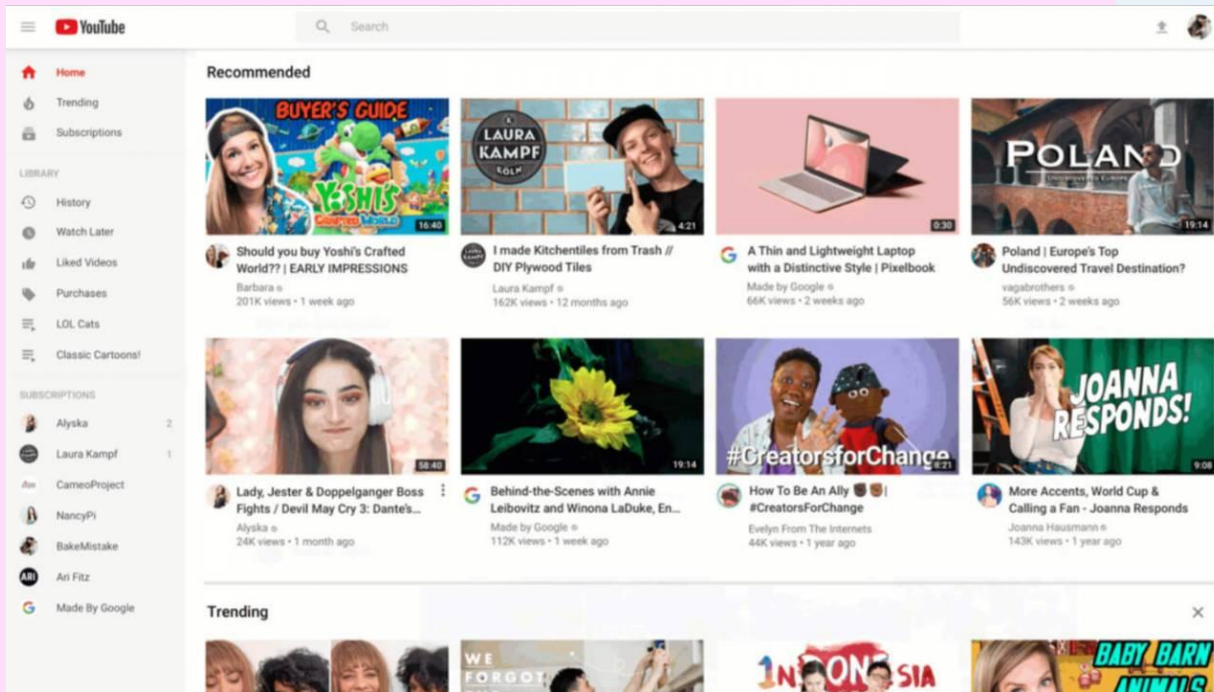 YouTube
Search
Home
Trending
Subscriptions
LIBRARY
History
Watch Later
Liked Videos
Purchases
LOL Cats
Classic Cartoons!
SUBSCRIPTIONS
Alyska 2
Laura Kampf 1
CameoProject
NancyPi
BakeMistake
ARI Ari Fitz
Made By Google
Recommended
BUYER'S GUIDE
YOSHI'S
CRAFTED WORLD
16:40
Should you buy Yoshi's Crafted
World?? | EARLY IMPRESSIONS
Barbara
201K views • 1 week ago
K
LAURA
KAMPF
KÖLN
4:21
I made Kitchentiles from Trash //
DIY Plywood Tiles
Laura Kampf
162K views • 12 months ago
0:30
A Thin and Lightweight Laptop
with a Distinctive Style | Pixelbook
Made by Google
66K views • 2 weeks ago
POLAND
19:14
Poland | Europe's Top
Undiscovered Travel Destination?
vagabrothers
56K views • 2 weeks ago
58:40
Lady, Jester & Doppelganger Boss
Fights / Devil May Cry 3: Dante's...
Alyska
24K views • 1 month ago
19:14
Behind-the-Scenes with Annie
Leibovitz and Winona LaDuke, En...
Made by Google
112K views • 1 week ago
#CreatorsforChange
8:21
How To Be An Ally ✊🏿✊🏾 |
#CreatorsForChange
Evelyn From The Internets
44K views • 1 year ago
JOANNA
RESPONDS!
9:08
More Accents, World Cup &
Calling a Fan - Joanna Responds
Joanna Hausmann
143K views • 1 year ago
Trending
WE
FORGOT
INDONESIA
BABY BARN
ANIMALS